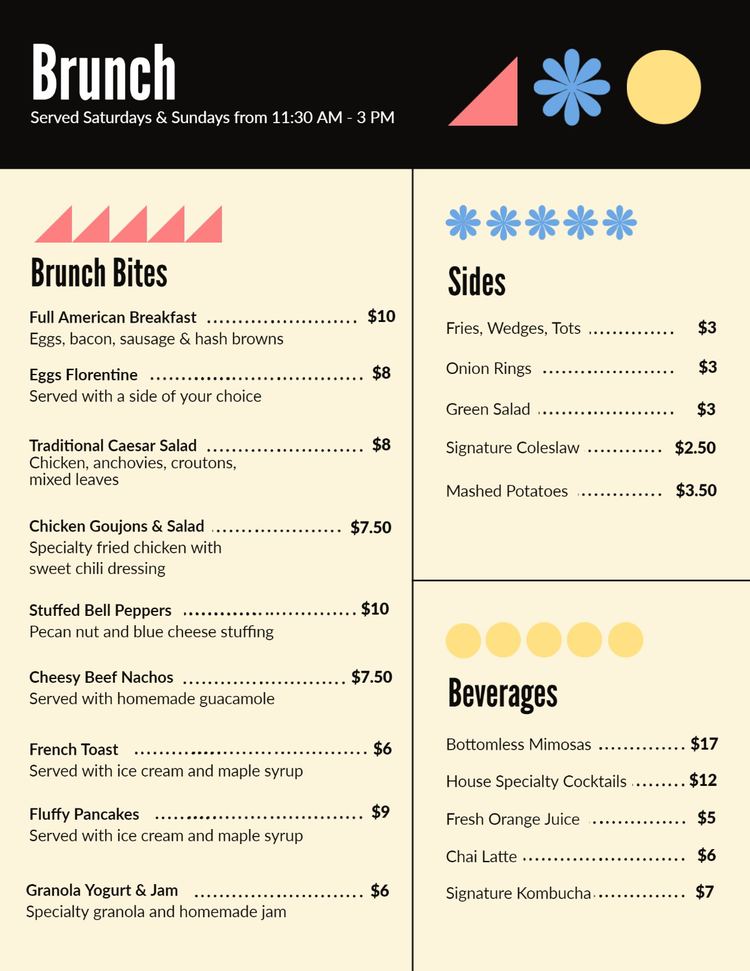 Brunch
Served Saturdays & Sundays from 11:30 AM - 3 PM
Brunch Bites
Full American Breakfast ........................... $10
Eggs, bacon, sausage & hash browns
Eggs Florentine ........................... $8
Served with a side of your choice
Traditional Caesar Salad ........................... $8
Chicken, anchovies, croutons,
mixed leaves
Chicken Goujons & Salad ........................... $7.50
Specialty fried chicken with
sweet chili dressing
Stuffed Bell Peppers ........................... $10
Pecan nut and blue cheese stuffing
Cheesy Beef Nachos ........................... $7.50
Served with homemade guacamole
French Toast ........................... $6
Served with ice cream and maple syrup
Fluffy Pancakes ........................... $9
Served with ice cream and maple syrup
Granola Yogurt & Jam ........................... $6
Specialty granola and homemade jam
Sides
Fries, Wedges, Tots .............. $3
Onion Rings .............. $3
Green Salad .............. $3
Signature Coleslaw .............. $2.50
Mashed Potatoes .............. $3.50
Beverages
Bottomless Mimosas .............. $17
House Specialty Cocktails ........ $12
Fresh Orange Juice .............. $5
Chai Latte .............. $6
Signature Kombucha .............. $7